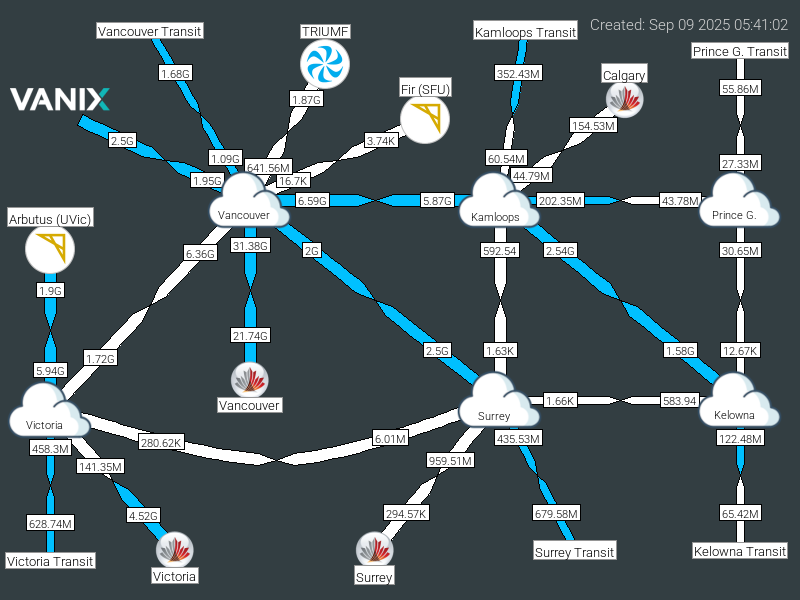 Created: Sep 09 2025 05:41:02
Vancouver Transit
TRIUMF
Kamloops Transit
Prince G. Transit
1.68G
352.43M
Calgary
55.86M
Fir (SFU)
VANIX
1.87G
154.53M
2.5G
3.74K
1.09G
641.56M
60.54M
27.33M
1.95G
16.7K
44.79M
6.59G
5.87G
202.35M
43.78M
Vancouver
Kamloops
Prince G.
Arbutus (UVic)
6.36G
31.38G
2G
592.54
2.54G
30.65M
1.9G
21.74G
1.72G
2.5G
1.63K
1.58G
12.67K
5.94G
Vancouver
1.66K
583.94
Victoria
Surrey
Kelowna
280.62K
6.01M
458.3M
435.53M
122.48M
141.35M
959.51M
628.74M
4.52G
294.57K
679.58M
65.42M
Victoria Transit
Victoria
Surrey
Surrey Transit
Kelowna Transit